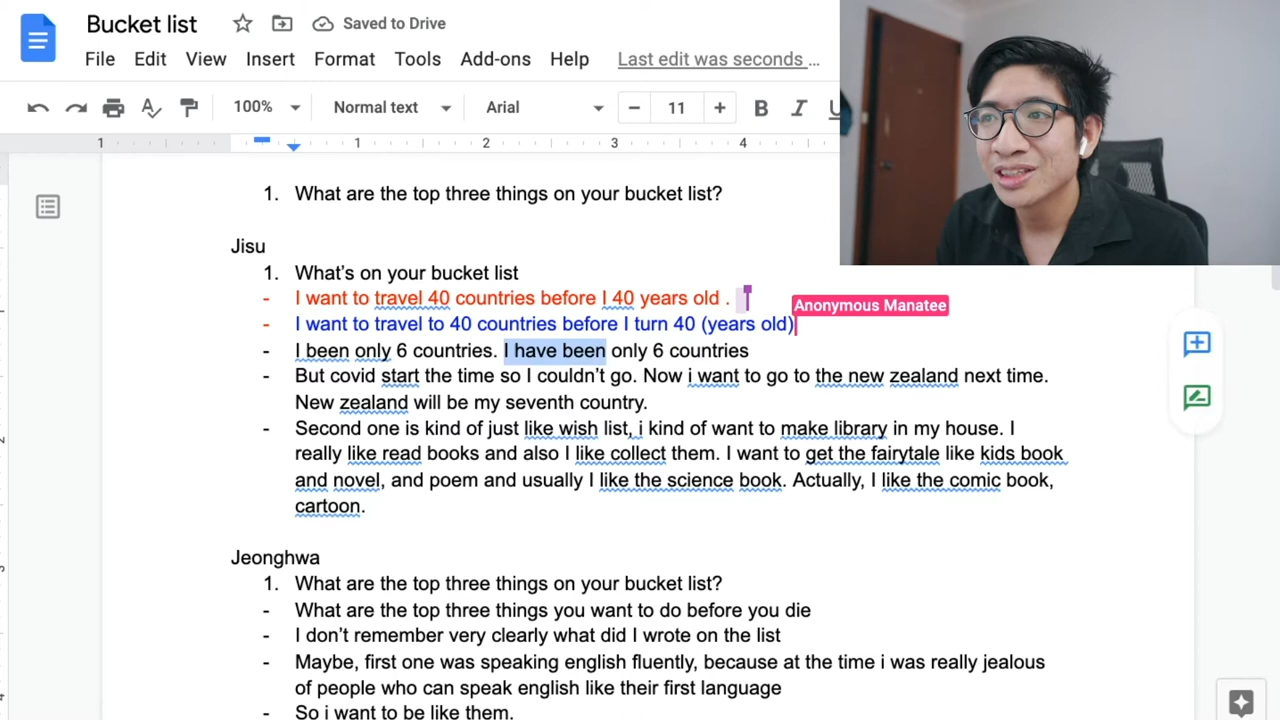 Bucket list
Saved to Drive
File Edit View Insert Format Tools Add-ons Help Last edit was seconds …
100% Normal text Arial 11 B I U
1 1 2 3 4
1. What are the top three things on your bucket list?
Jisu
1. What's on your bucket list
- I want to travel 40 countries before I 40 years old .
Anonymous Manatee
- I want to travel to 40 countries before I turn 40 (years old)
- I been only 6 countries. I have been only 6 countries
- But covid start the time so I couldn't go. Now i want to go to the new zealand next time.
New zealand will be my seventh country.
- Second one is kind of just like wish list, i kind of want to make library in my house. I
really like read books and also I like collect them. I want to get the fairytale like kids book
and novel, and poem and usually I like the science book. Actually, I like the comic book,
cartoon.
Jeonghwa
1. What are the top three things on your bucket list?
- What are the top three things you want to do before you die
- I don't remember very clearly what did I wrote on the list
- Maybe, first one was speaking english fluently, because at the time i was really jealous
of people who can speak english like their first language
- So i want to be like them.